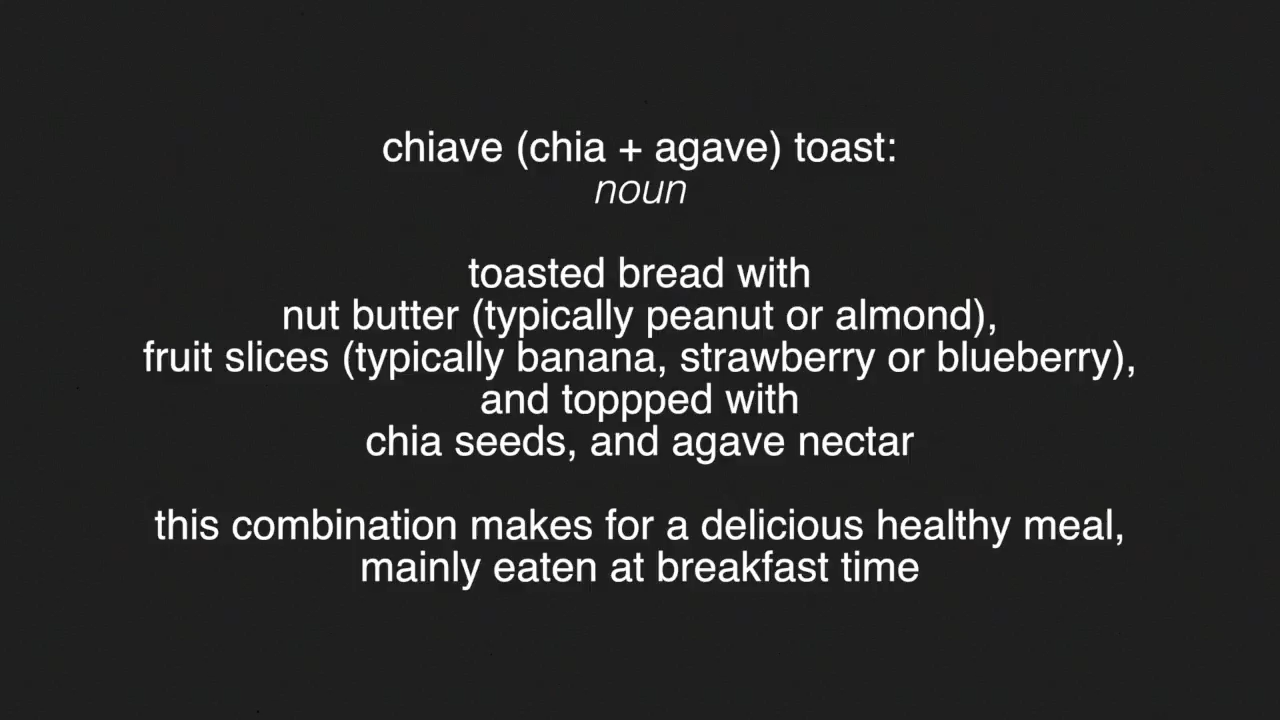 chiave (chia + agave) toast:
noun
toasted bread with
nut butter (typically peanut or almond),
fruit slices (typically banana, strawberry or blueberry),
and toppped with
chia seeds, and agave nectar
this combination makes for a delicious healthy meal,
mainly eaten at breakfast time